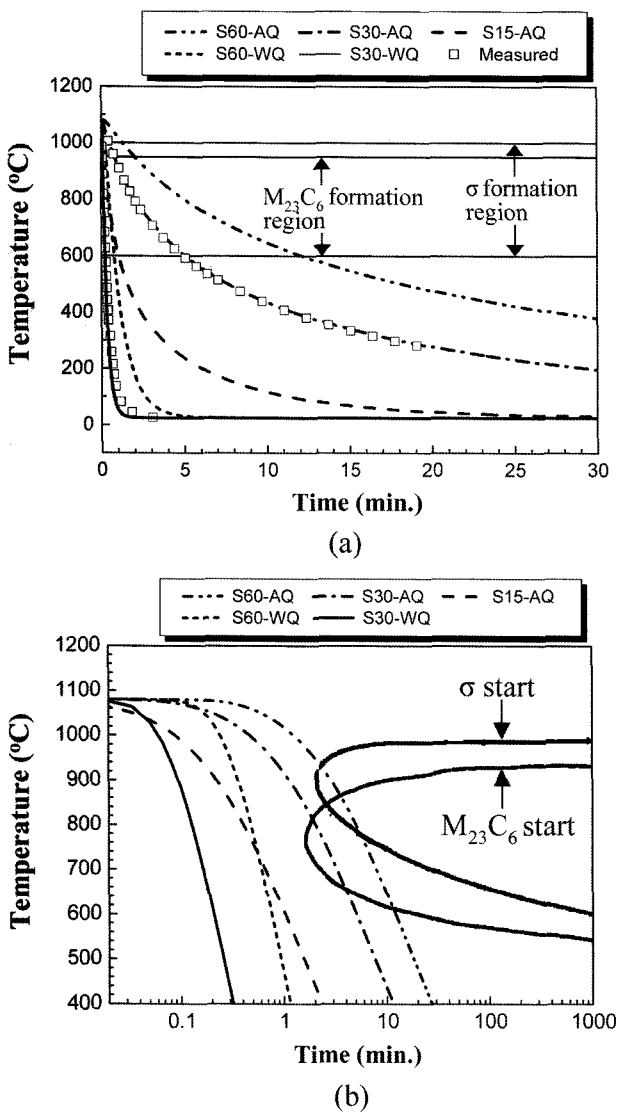 S60-AQ S30-AQ S15-AQ
S60-WQ S30-WQ Measured
1200
1000
800
600
400
200
0
Temperature (ºC)
M23C6 formation
region
σ formation
region
0 5 10 15 20 25 30
Time (min.)
(a)
S60-AQ S30-AQ S15-AQ
S60-WQ S30-WQ
1200
1100
1000
900
800
700
600
500
400
Temperature (ºC)
σ start
M23C6 start
0.1 1 10 100 1000
Time (min.)
(b)